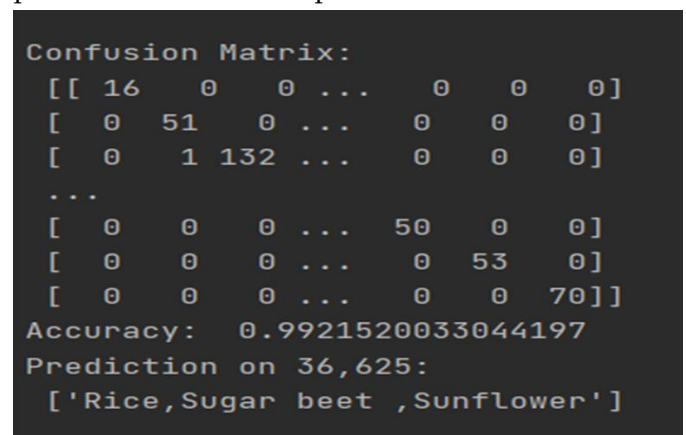 Confusion Matrix:
[[ 16 0 0 ... 0 0 0]
[ 0 51 0 ... 0 0 0]
[ 0 1 132 ... 0 0 0]
...
[ 0 0 0 ... 50 0 0]
[ 0 0 0 ... 0 53 0]
[ 0 0 0 ... 0 0 70]]
Accuracy: 0.9921520033044197
Prediction on 36,625:
['Rice,Sugar beet ,Sunflower']